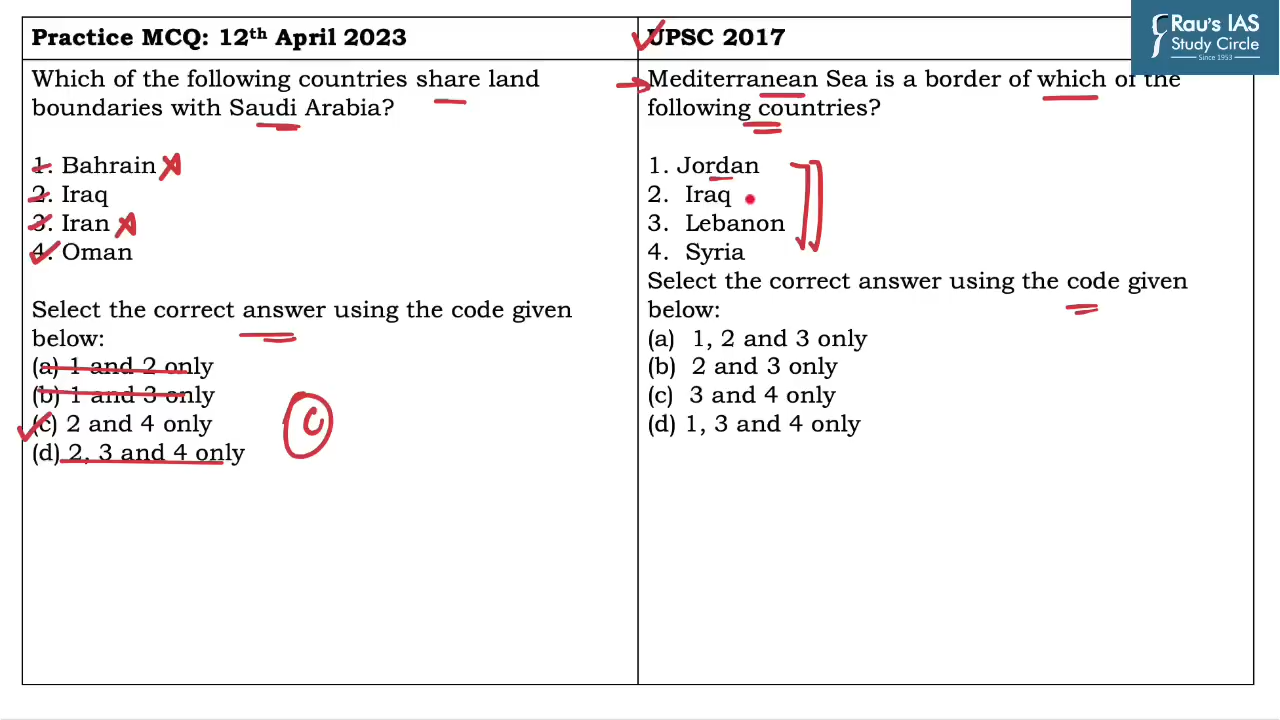 Practice MCQ: 12th April 2023
Which of the following countries share land
boundaries with Saudi Arabia?
1. Bahrain
2. Iraq
3. Iran
4. Oman
Select the correct answer using the code given
below:
(a) 1 and 2 only
(b) 1 and 3 only
(c) 2 and 4 only
(d) 2, 3 and 4 only
C
UPSC 2017
Mediterranean Sea is a border of which of the
following countries?
1. Jordan
2. Iraq
3. Lebanon
4. Syria
Select the correct answer using the code given
below:
(a) 1, 2 and 3 only
(b) 2 and 3 only
(c) 3 and 4 only
(d) 1, 3 and 4 only
Rau's IAS
Study Circle
Since 1953